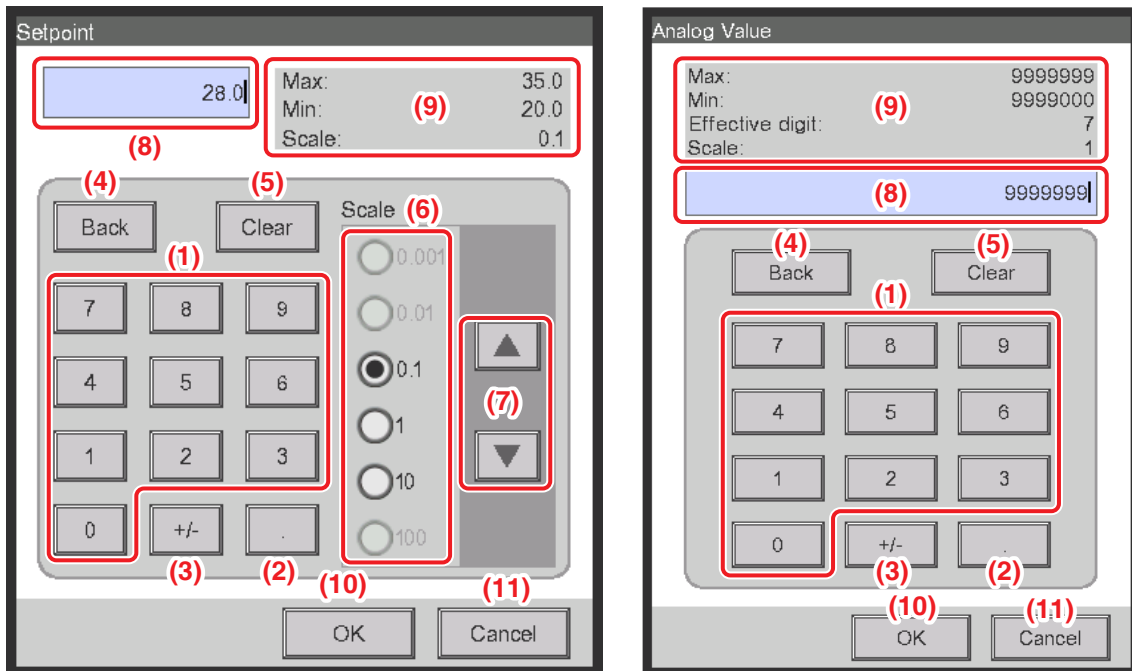 Setpoint
28.0
(8)
Max: 35.0
Min: 20.0
Scale: 0.1
(9)
(4) (5)
Back Clear
Scale (6)
(1)
7 8 9
4 5 6
1 2 3
0 +/- .
(3) (2)
0.001
0.01
0.1
1
10
100
(7)
(10) (11)
OK Cancel
Analog Value
Max: 9999999
Min: 9999000
Effective digit: 7
Scale: 1
(9)
(8) 9999999
(4) (5)
Back Clear
(1)
7 8 9
4 5 6
1 2 3
0 +/- .
(3) (2)
(10) (11)
OK Cancel